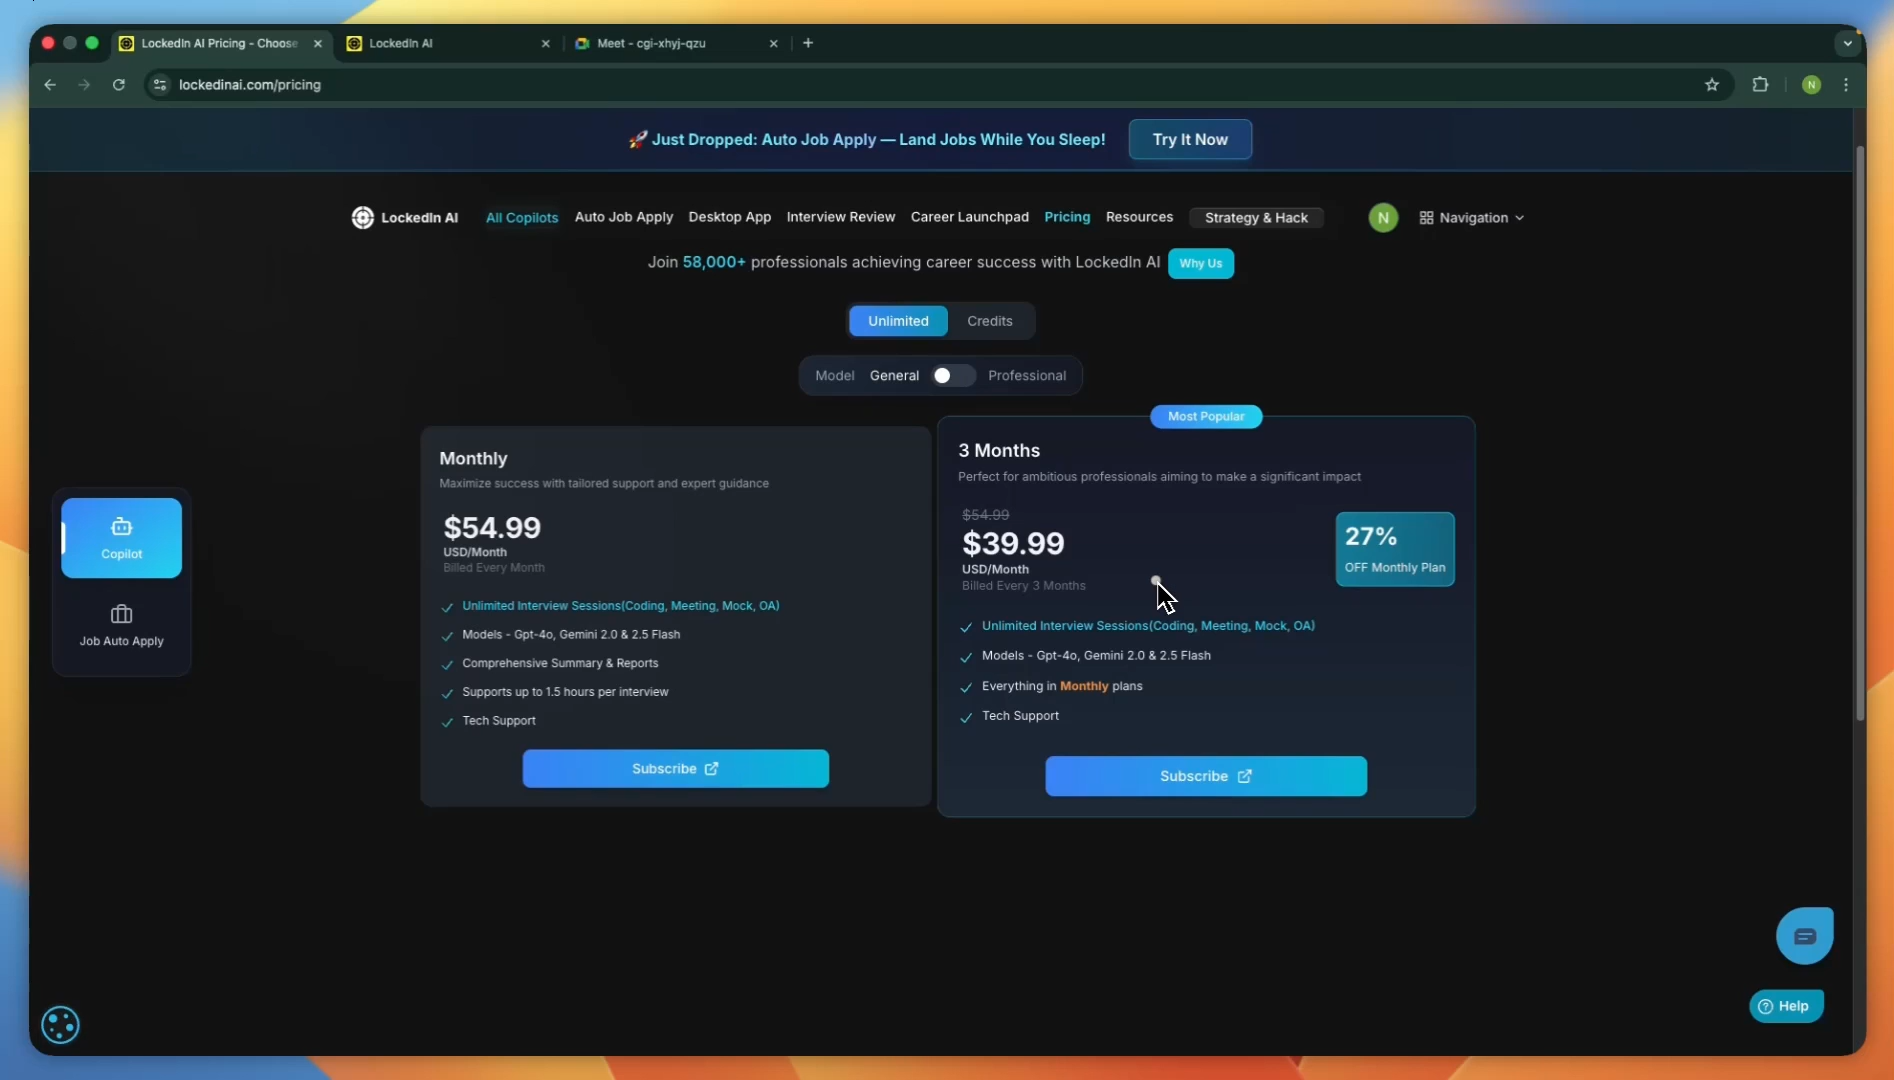 LockedIn AI Pricing - Choose
LockedIn AI
Meet - cgi-xhyj-qzu
lockedinai.com/pricing
N
🚀 Just Dropped: Auto Job Apply — Land Jobs While You Sleep!
Try It Now
LockedIn AI
All Copilots
Auto Job Apply
Desktop App
Interview Review
Career Launchpad
Pricing
Resources
Strategy & Hack
N
Navigation
Join 58,000+ professionals achieving career success with LockedIn AI
Why Us
Unlimited
Credits
Model
General
Professional
Most Popular
Monthly
Maximize success with tailored support and expert guidance
$54.99
USD/Month
Billed Every Month
Unlimited Interview Sessions(Coding, Meeting, Mock, OA)
Models - Gpt-4o, Gemini 2.0 & 2.5 Flash
Comprehensive Summary & Reports
Supports up to 1.5 hours per interview
Tech Support
Subscribe
3 Months
Perfect for ambitious professionals aiming to make a significant impact
$54.99
$39.99
USD/Month
Billed Every 3 Months
27%
OFF Monthly Plan
Unlimited Interview Sessions(Coding, Meeting, Mock, OA)
Models - Gpt-4o, Gemini 2.0 & 2.5 Flash
Everything in Monthly plans
Tech Support
Subscribe
Copilot
Job Auto Apply
Help